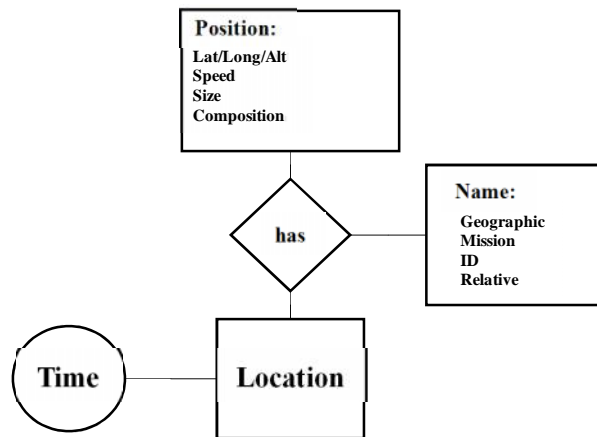 Position:
Lat/Long/Alt
Speed
Size
Composition
has
Name:
Geographic
Mission
ID
Relative
Time
Location